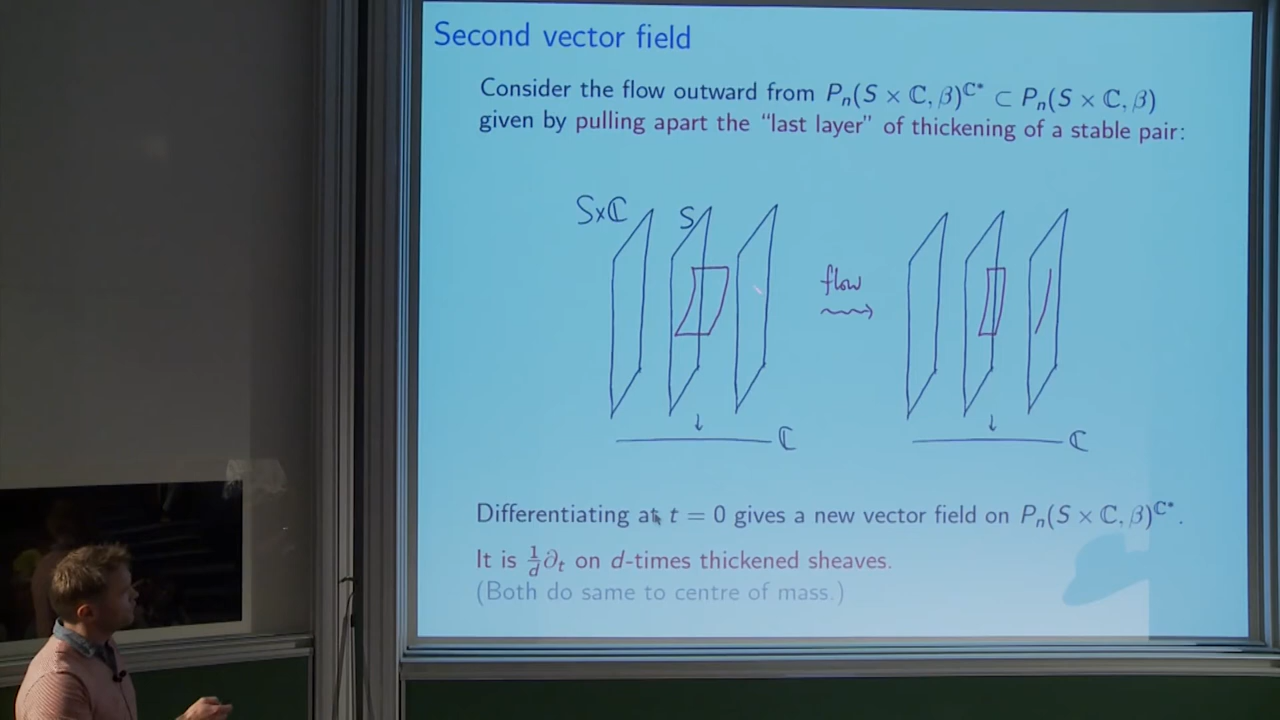 Second vector field
Consider the flow outward from Pₙ(S × ℂ, β)^ℂ* ⊂ Pₙ(S × ℂ, β)
given by pulling apart the “last layer” of thickening of a stable pair:
S×ℂ S
flow
ℂ ℂ
Differentiating at t = 0 gives a new vector field on Pₙ(S × ℂ, β)^ℂ*.
It is 1/d ∂ₜ on d-times thickened sheaves.
(Both do same to centre of mass.)